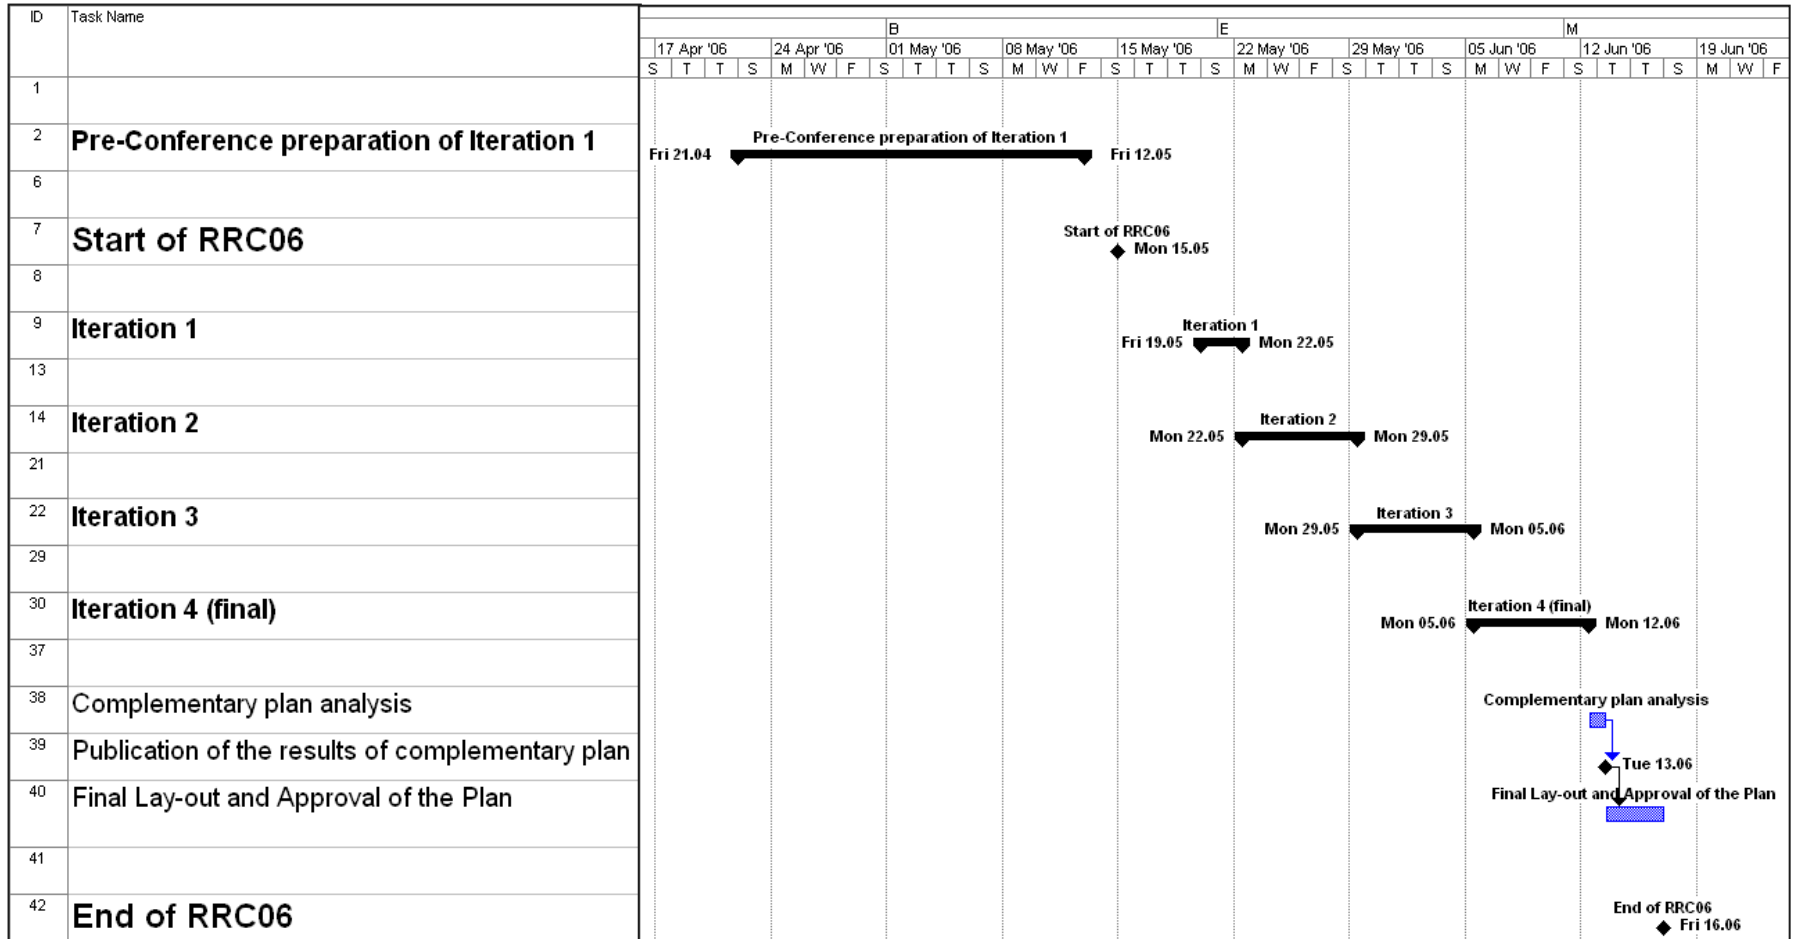 ID Task Name
B E M
17 Apr '06 24 Apr '06 01 May '06 08 May '06 15 May '06 22 May '06 29 May '06 05 Jun '06 12 Jun '06 19 Jun '06
S T T S M W F S T T S M W F S T T S M W F S T T S M W F S T T S M W F
1
2 Pre-Conference preparation of Iteration 1 Pre-Conference preparation of Iteration 1
Fri 21.04 Fri 12.05
6
7 Start of RRC06 Start of RRC06
Mon 15.05
8
9 Iteration 1 Iteration 1
Fri 19.05 Mon 22.05
13
14 Iteration 2 Iteration 2
Mon 22.05 Mon 29.05
21
22 Iteration 3 Iteration 3
Mon 29.05 Mon 05.06
29
30 Iteration 4 (final) Iteration 4 (final)
Mon 05.06 Mon 12.06
37
38 Complementary plan analysis Complementary plan analysis
39 Publication of the results of complementary plan
Tue 13.06
40 Final Lay-out and Approval of the Plan Final Lay-out and Approval of the Plan
41
42 End of RRC06 End of RRC06
Fri 16.06